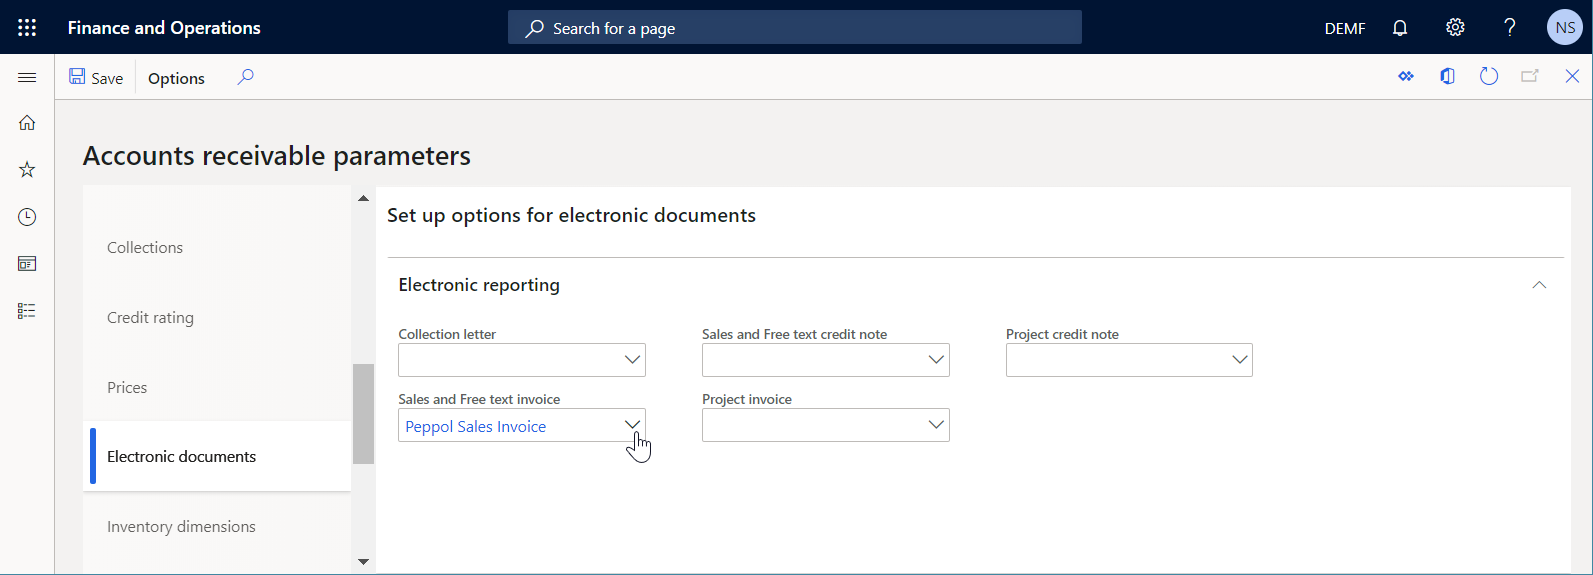 Finance and Operations
Search for a page
DEMF
?
NS
Save
Options
Accounts receivable parameters
Collections
Credit rating
Prices
Electronic documents
Inventory dimensions
Set up options for electronic documents
Electronic reporting
Collection letter
Sales and Free text credit note
Project credit note
Sales and Free text invoice
Project invoice
Peppol Sales Invoice